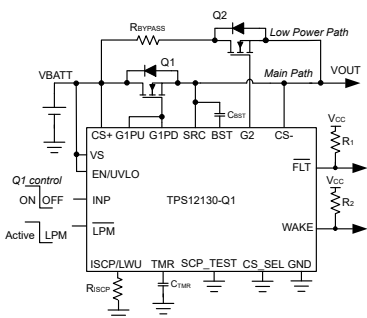 Q2
RBYPASS
Low Power Path
Q1
VBATT
Main Path
VOUT
CBST
CS+ G1PU G1PD SRC BST G2 CS-
VCC
R1
VS
FLT
EN/UVLO
Q1 control
VCC
ON OFF
INP
TPS12130-Q1
R2
Active LPM
LPM
WAKE
ISCP/LWU TMR SCP_TEST CS_SEL GND
RISCP
CTMR